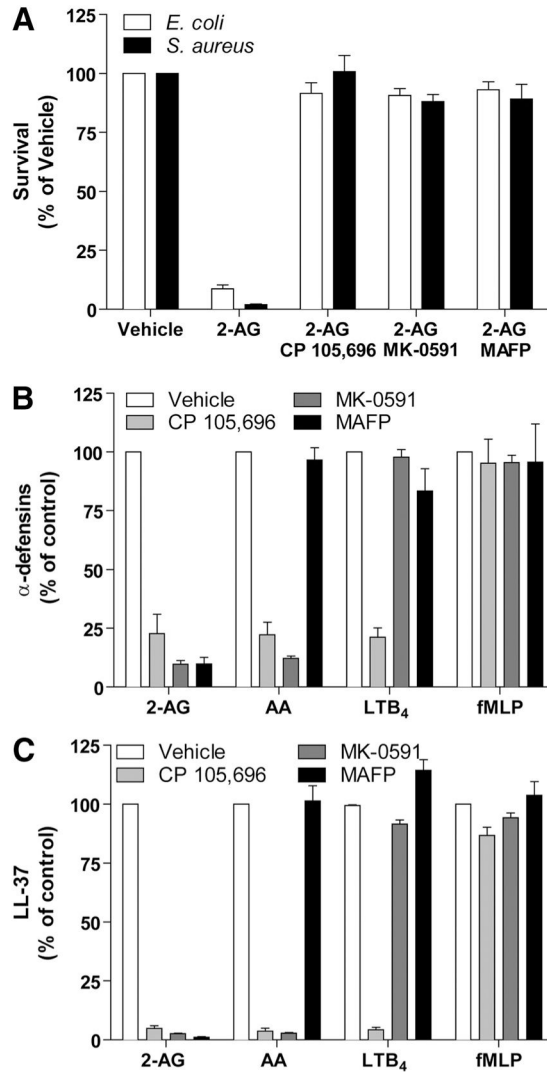 A
125
E. coli
S. aureus
100
75
50
25
0
Survival
(% of Vehicle)
Vehicle 2-AG 2-AG 2-AG 2-AG
CP 105,696 MK-0591 MAFP
B
125
Vehicle MK-0591
CP 105,696 MAFP
100
75
50
25
0
α-defensins
(% of control)
2-AG AA LTB₄ fMLP
C
125
Vehicle MK-0591
CP 105,696 MAFP
100
75
50
25
0
LL-37
(% of control)
2-AG AA LTB₄ fMLP